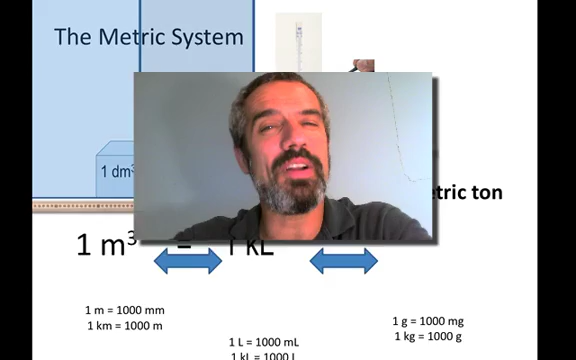 The Metric System
1 dm³
etric ton
1 m³ = 1 kL
1 m = 1000 mm
1 km = 1000 m
1 g = 1000 mg
1 kg = 1000 g
1 L = 1000 mL
1 kL = 1000 L